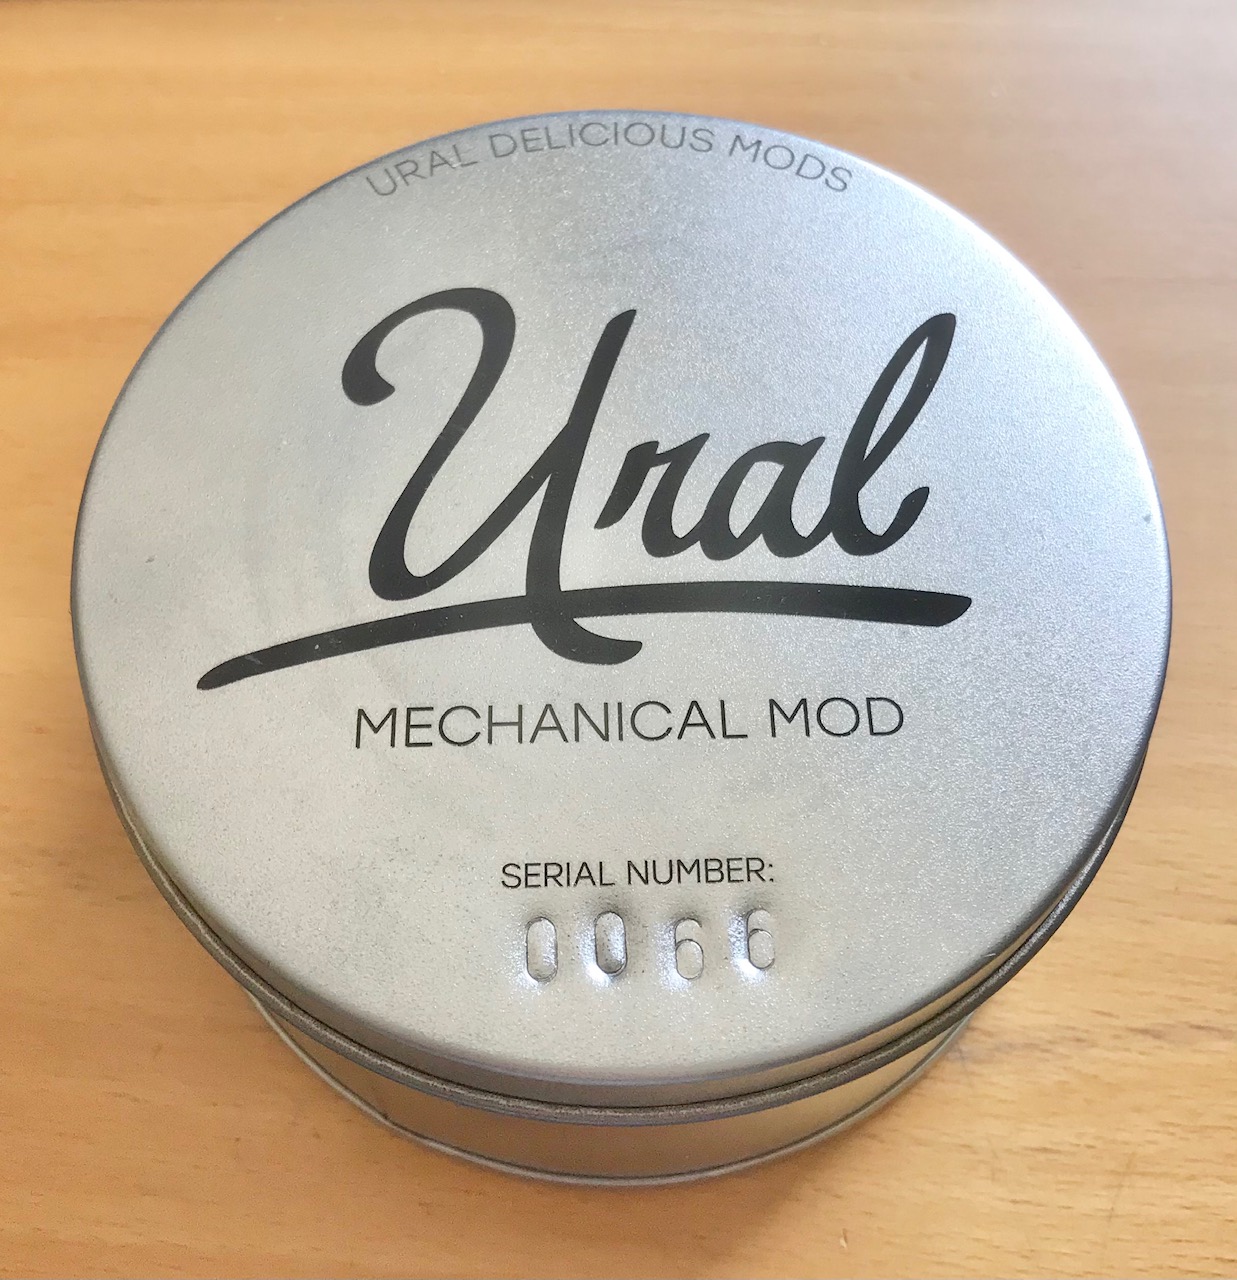 URAL DELICIOUS MODS
Ural
MECHANICAL MOD
SERIAL NUMBER:
0066